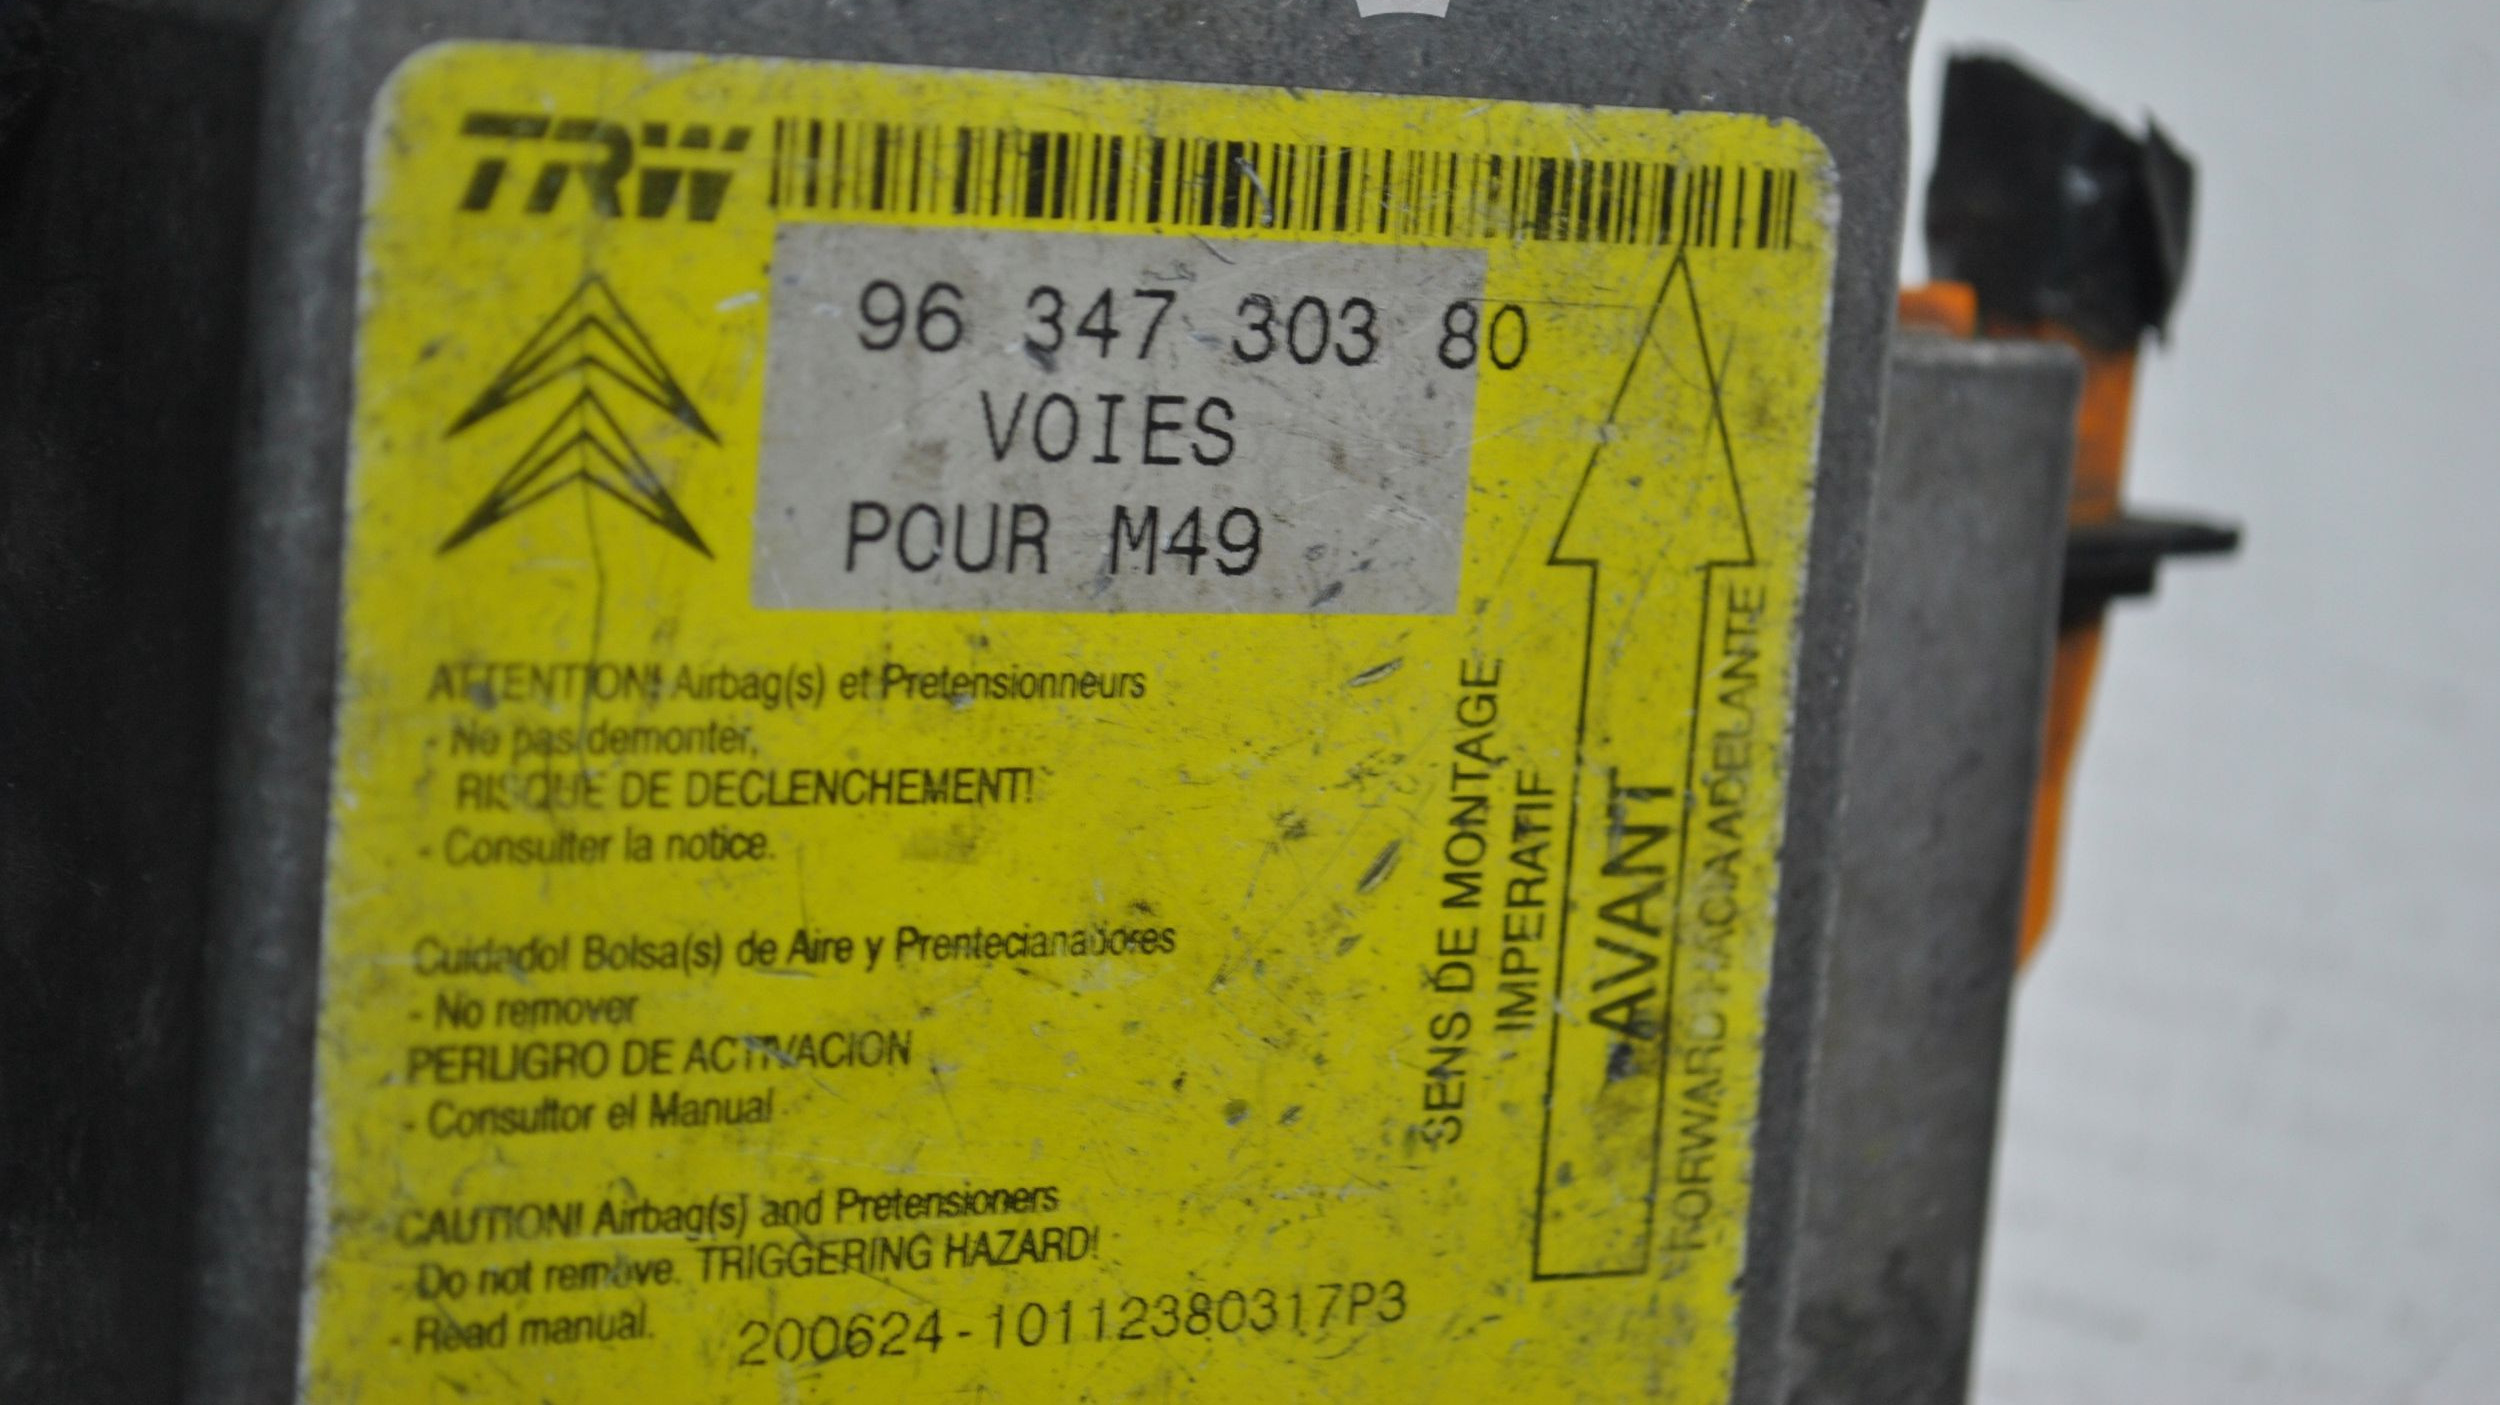 TRW
96 347 303 80
VOIES
POUR M49
ATTENTION! Airbag(s) et Pretensionneurs
- Ne pas demonter,
RISQUE DE DECLENCHEMENT!
- Consulter la notice.
Cuidado! Bolsa(s) de Aire y Prentecianadores
- No remover
PERLIGRO DE ACTIVACION
- Consultor el Manual
CAUTION! Airbag(s) and Pretensioners
- Do not remove. TRIGGERING HAZARD!
- Read manual.
200624-10112380317P3
SENS DE MONTAGE
IMPERATIF
AVANT
FORWARD HACIA ADELANTE